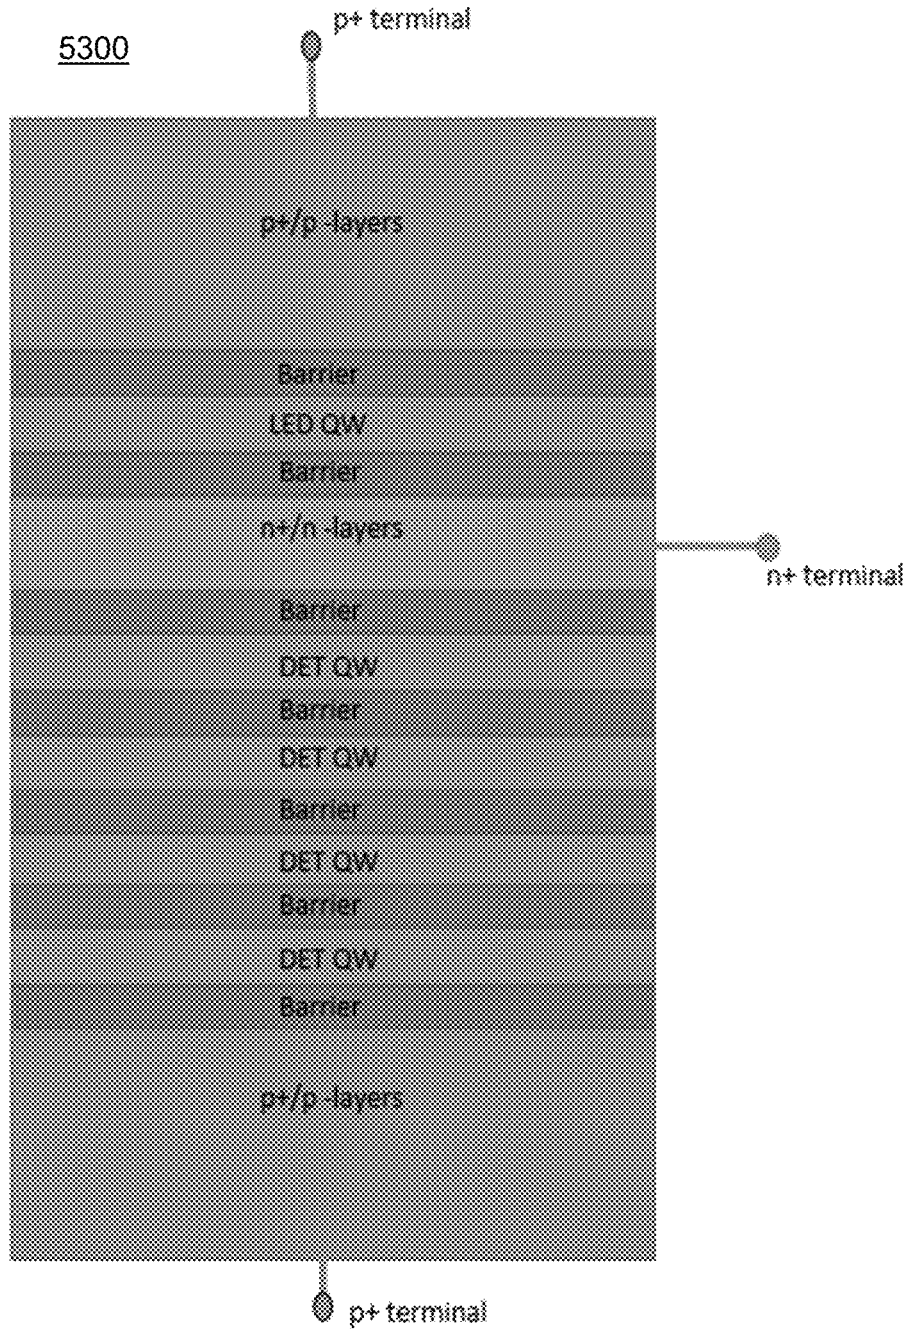 p+ terminal
5300
p+/p -layers
Barrier
LED QW
Barrier
n+/n -layers
n+ terminal
Barrier
DET QW
Barrier
DET QW
Barrier
DET QW
Barrier
DET QW
Barrier
p+/p -layers
p+ terminal